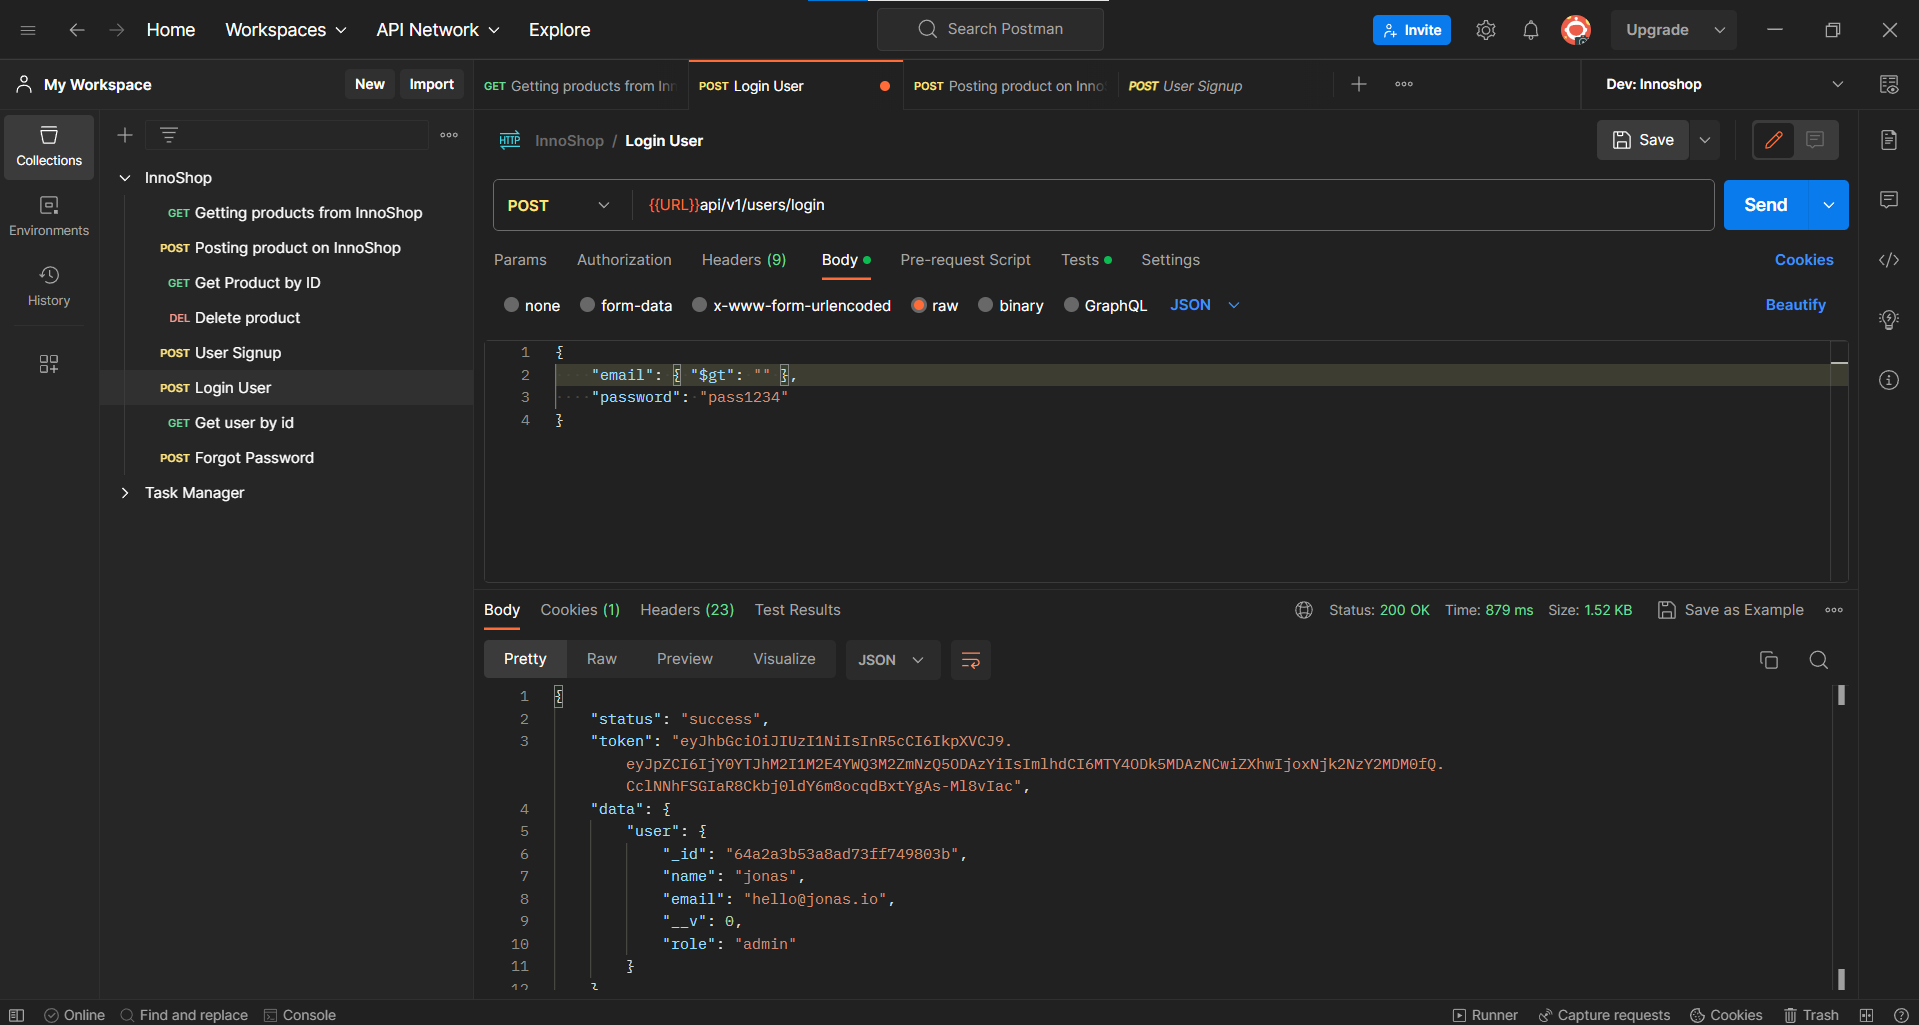 Home Workspaces API Network Explore Search Postman Invite Upgrade
My Workspace New Import
GET Getting products from Inn POST Login User POST Posting product on Inno POST User Signup Dev: Innoshop
Collections
Environments
History
InnoShop
GET Getting products from InnoShop
POST Posting product on InnoShop
GET Get Product by ID
DEL Delete product
POST User Signup
POST Login User
GET Get user by id
POST Forgot Password
Task Manager
HTTP InnoShop / Login User Save
POST {{URL}}api/v1/users/login Send
Params Authorization Headers (9) Body Pre-request Script Tests Settings Cookies
none form-data x-www-form-urlencoded raw binary GraphQL JSON Beautify
1 {
2 "email": { "$gt": "" },
3 "password": "pass1234"
4 }
Body Cookies (1) Headers (23) Test Results Status: 200 OK Time: 879 ms Size: 1.52 KB Save as Example
Pretty Raw Preview Visualize JSON
1 {
2 "status": "success",
3 "token": "eyJhbGciOiJIUzI1NiIsInR5cCI6IkpXVCJ9.
eyJpZCI6IjY0YTJhM2I1M2E4YWQ3M2ZmNzQ5ODAzYiIsImlhdCI6MTY4ODk5MDAzNCwiZXhwIjoxNjk2NzY2MDM0fQ.
CclNNhFSGIaR8Ckbj0ldY6m8ocqdBxtYgAs-Ml8vIac",
4 "data": {
5 "user": {
6 "_id": "64a2a3b53a8ad73ff749803b",
7 "name": "jonas",
8 "email": "hello@jonas.io",
9 "__v": 0,
10 "role": "admin"
11 }
12 }
Online Find and replace Console Runner Capture requests Cookies Trash